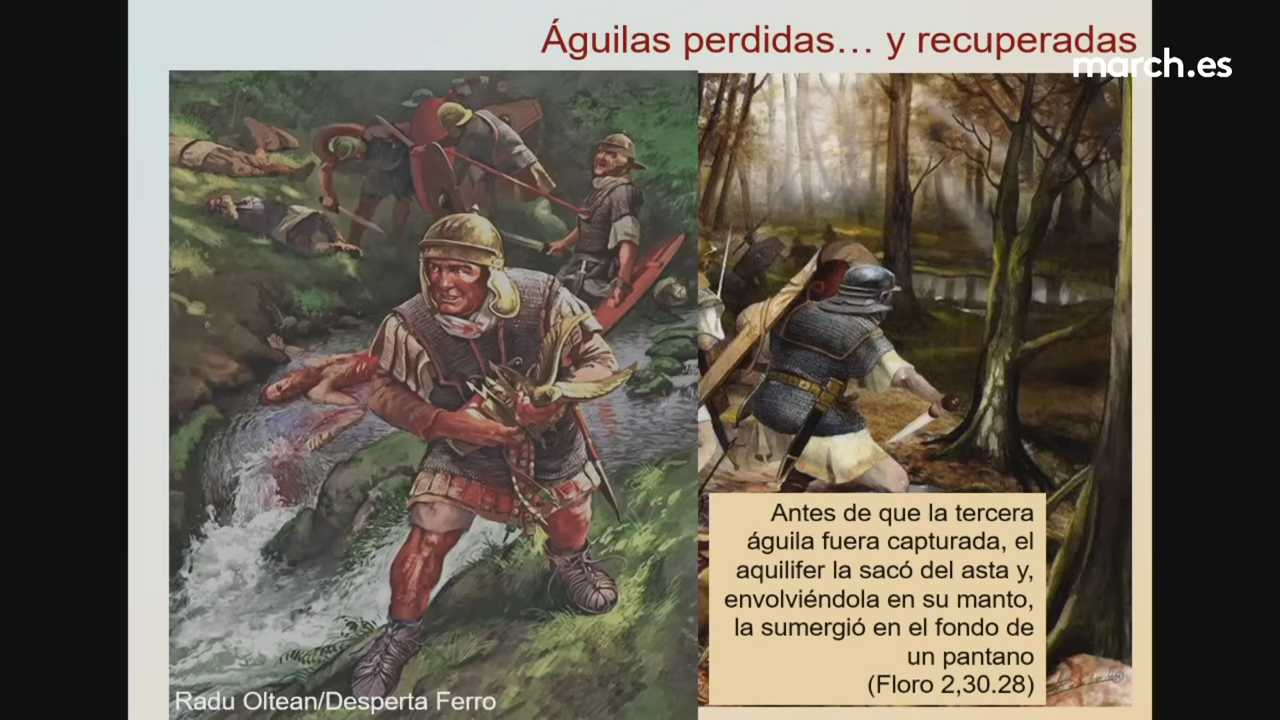 Águilas perdidas… y recuperadas
march.es
Antes de que la tercera
águila fuera capturada, el
aquilifer la sacó del asta y,
envolviéndola en su manto,
la sumergió en el fondo de
un pantano
(Floro 2,30.28)
Radu Oltean/Desperta Ferro